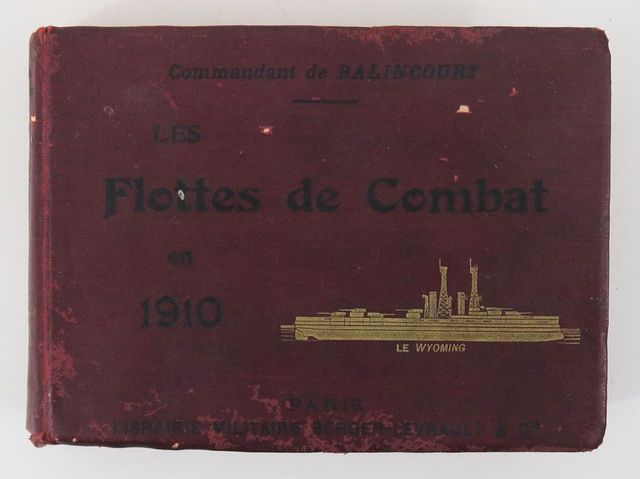 Commandant de BALINCOURT
LES
Flottes de Combat
en
1910
LE WYOMING
PARIS
LIBRAIRIE MILITAIRE BERGER-LEVRAULT & Cie